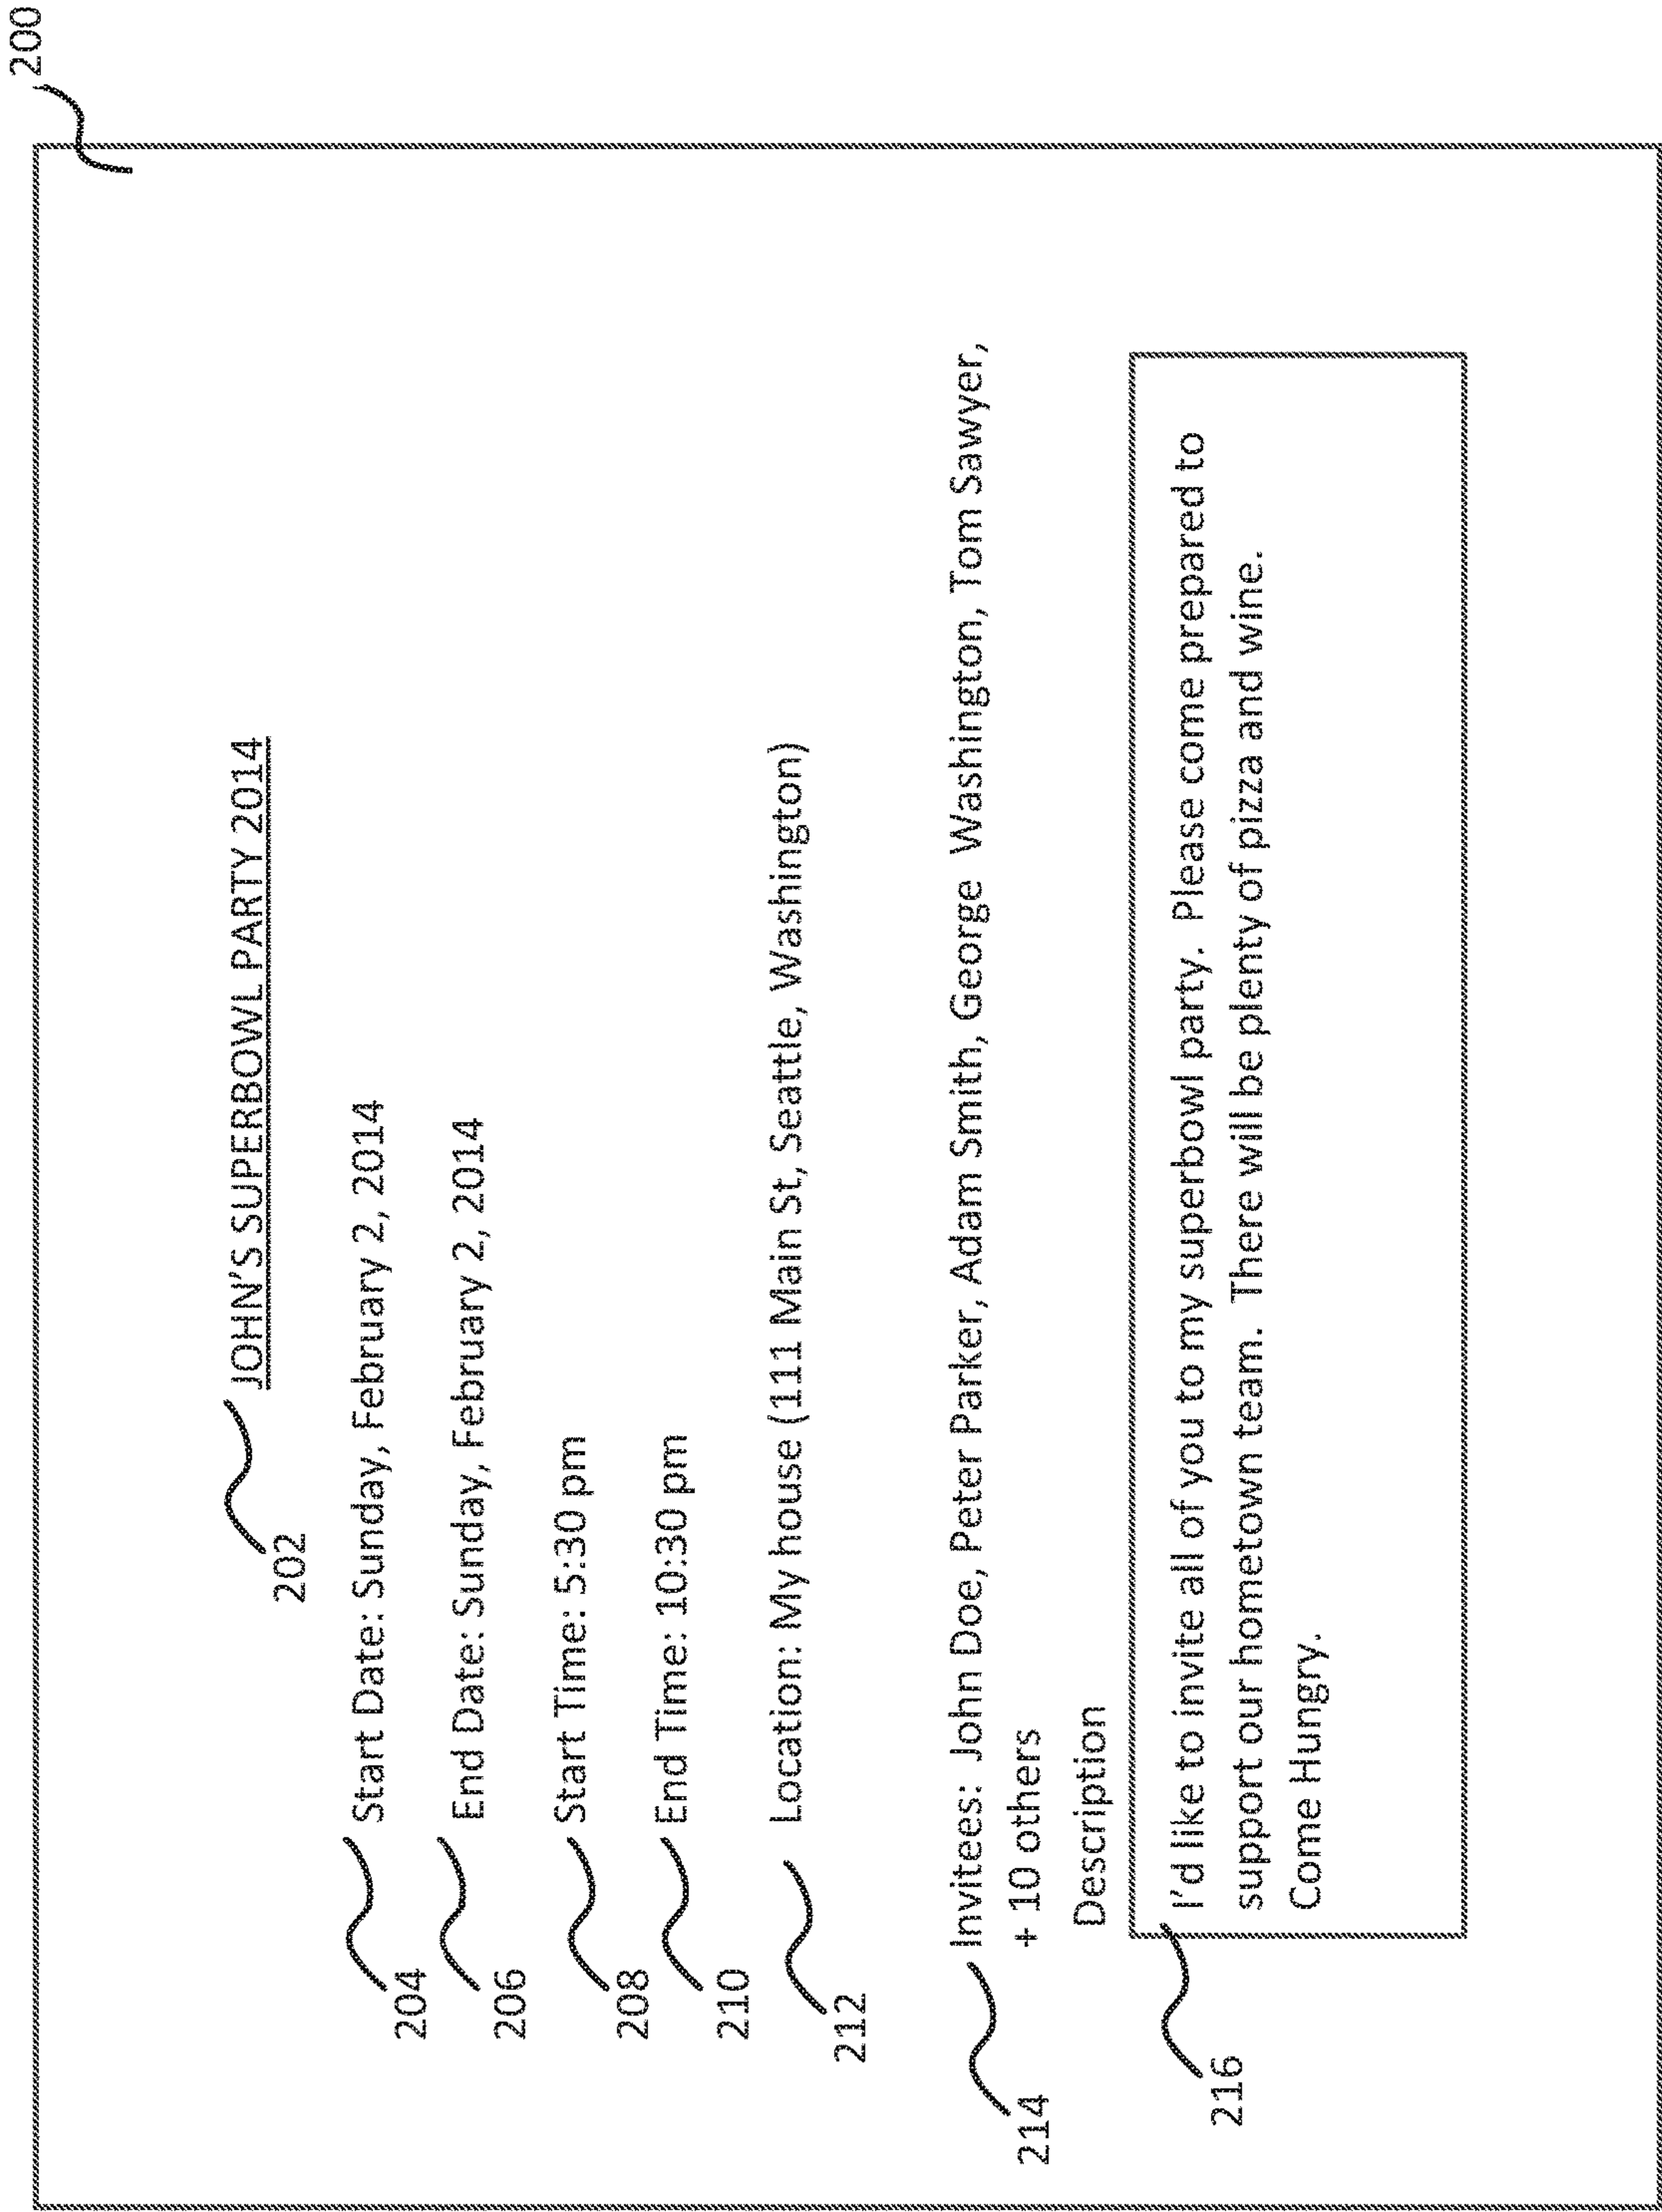 200
202 JOHN'S SUPERBOWL PARTY 2014
204 Start Date: Sunday, February 2, 2014
206 End Date: Sunday, February 2, 2014
208 Start Time: 5:30 pm
210 End Time: 10:30 pm
212 Location: My house (111 Main St, Seattle, Washington)
214 Invitees: John Doe, Peter Parker, Adam Smith, George Washington, Tom Sawyer,
+ 10 others
Description
216 I'd like to invite all of you to my superbowl party. Please come prepared to
support our hometown team. There will be plenty of pizza and wine.
Come Hungry.